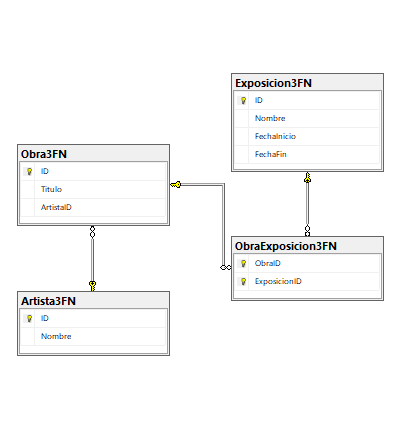 Exposicion3FN
ID
Nombre
FechaInicio
FechaFin
Obra3FN
ID
Titulo
ArtistaID
ObraExposicion3FN
ObraID
ExposicionID
Artista3FN
ID
Nombre